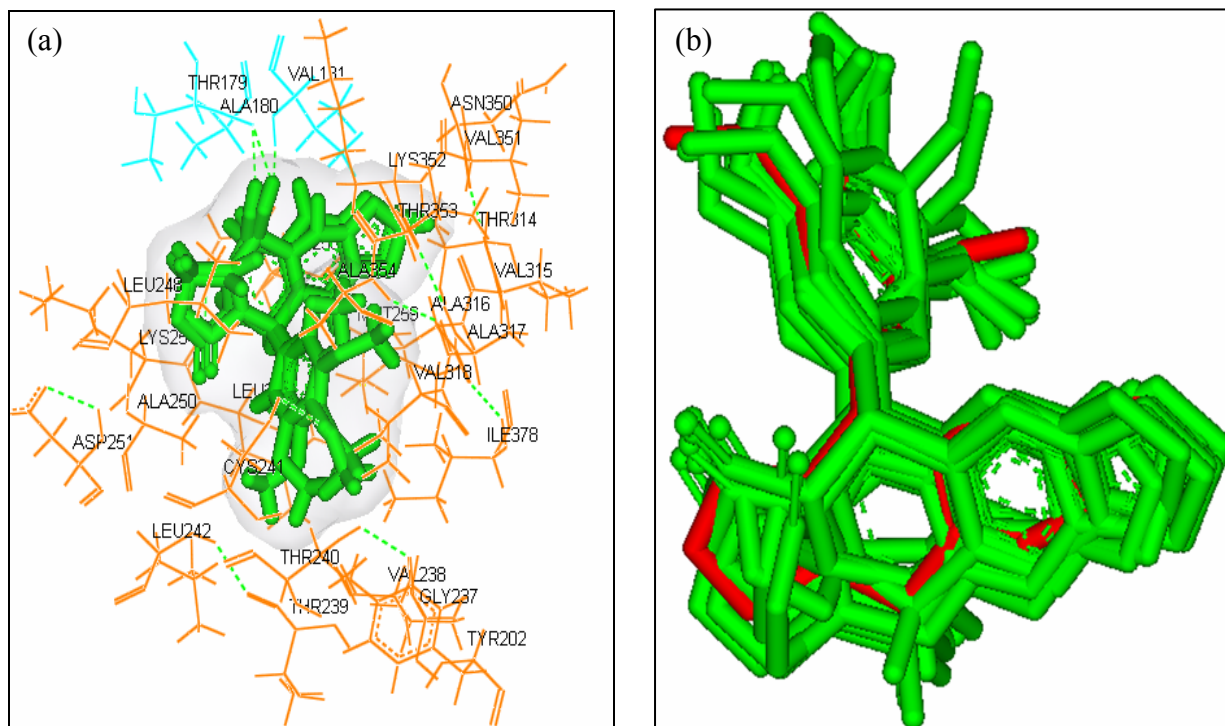 (a)
(b)
THR179
VAL181
ALA180
ASN350
VAL351
LYS352
THR353
THR314
VAL315
ALA354
LEU248
ALA316
LYS25
ALA317
VAL318
ALA250
ILE378
ASP251
CYS241
LEU242
THR240
VAL238
GLY237
THR239
TYR202